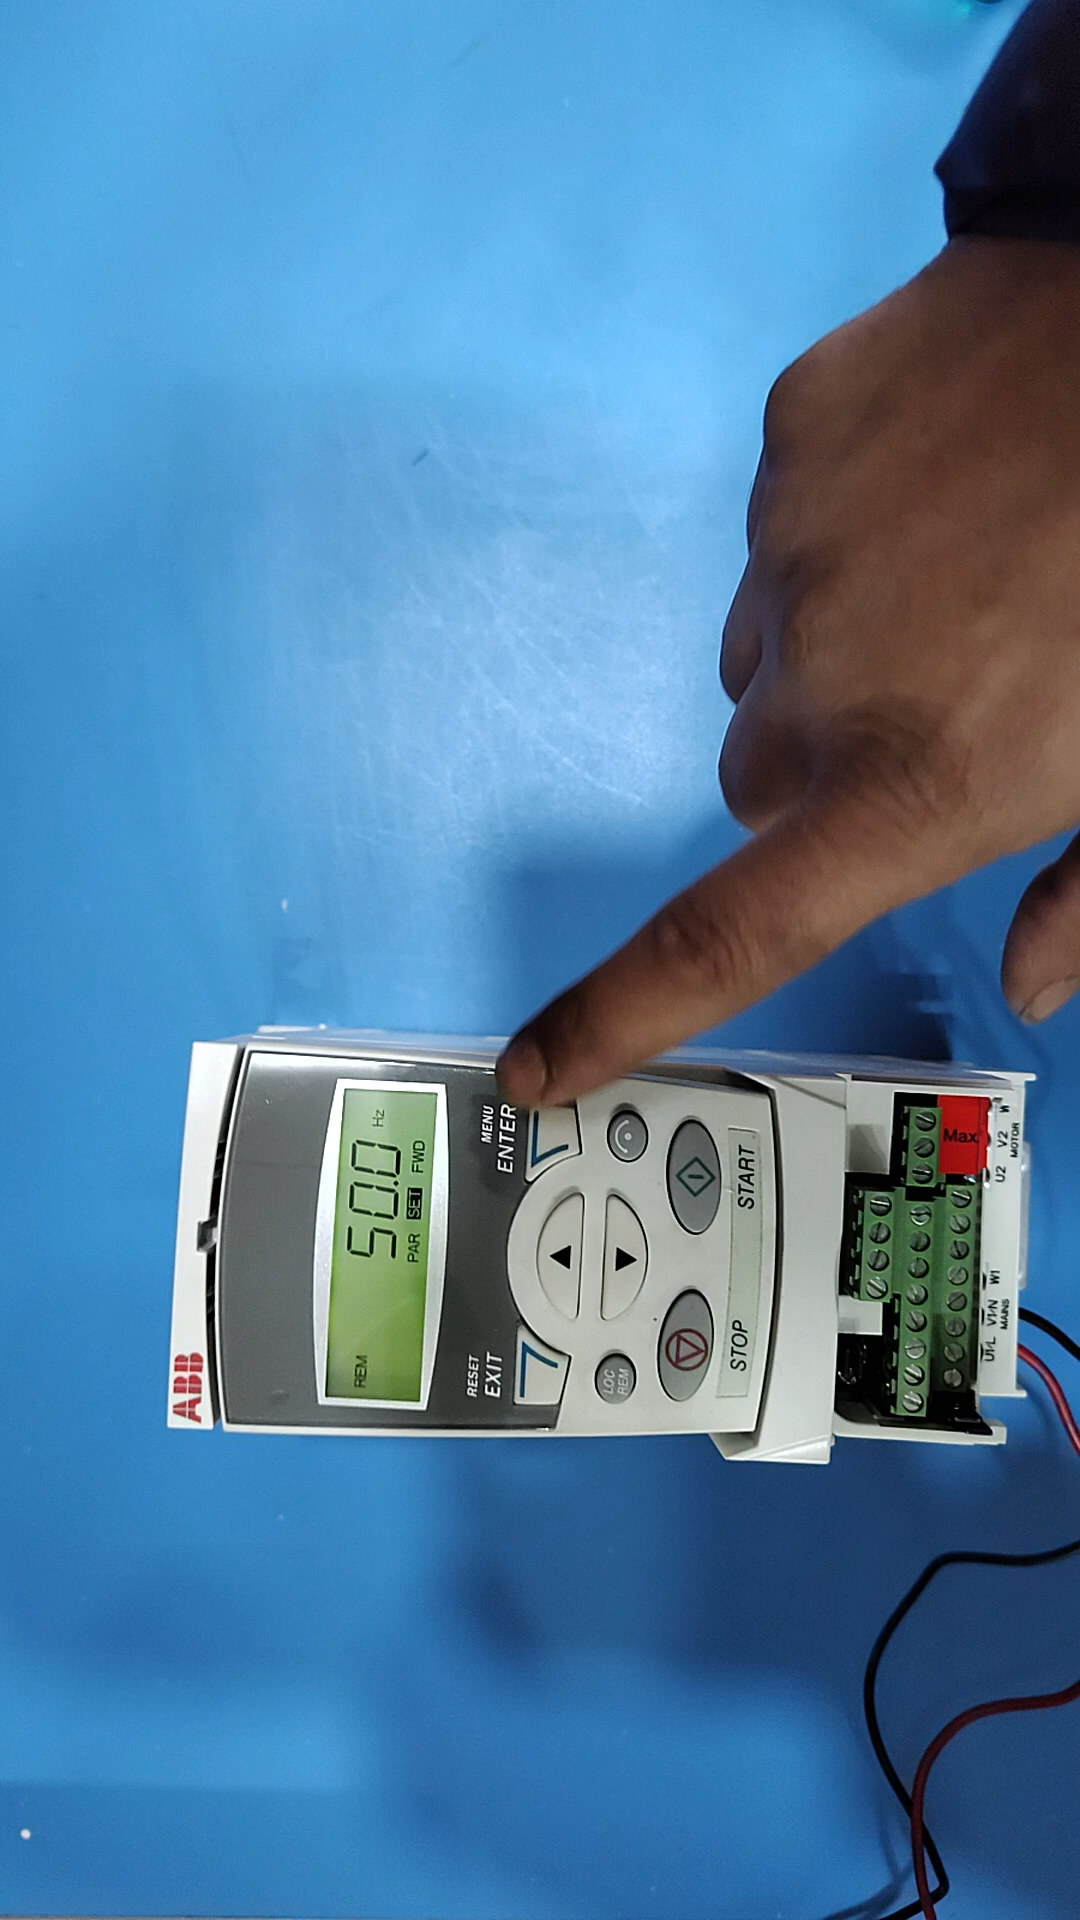 ABB
REM
50.0 Hz
PAR SET FWD
RESET
EXIT
MENU
ENTER
LOC
REM
STOP
START
Max
U1/L
V1/N
W1
U2
V2
MAINS
MOTOR